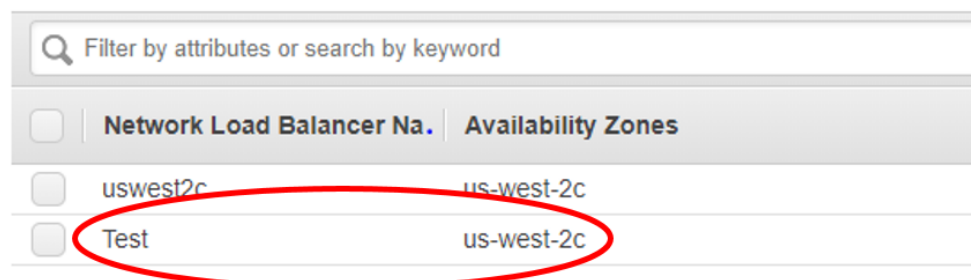 Filter by attributes or search by keyword
Network Load Balancer Na. Availability Zones
uswest2c us-west-2c
Test us-west-2c